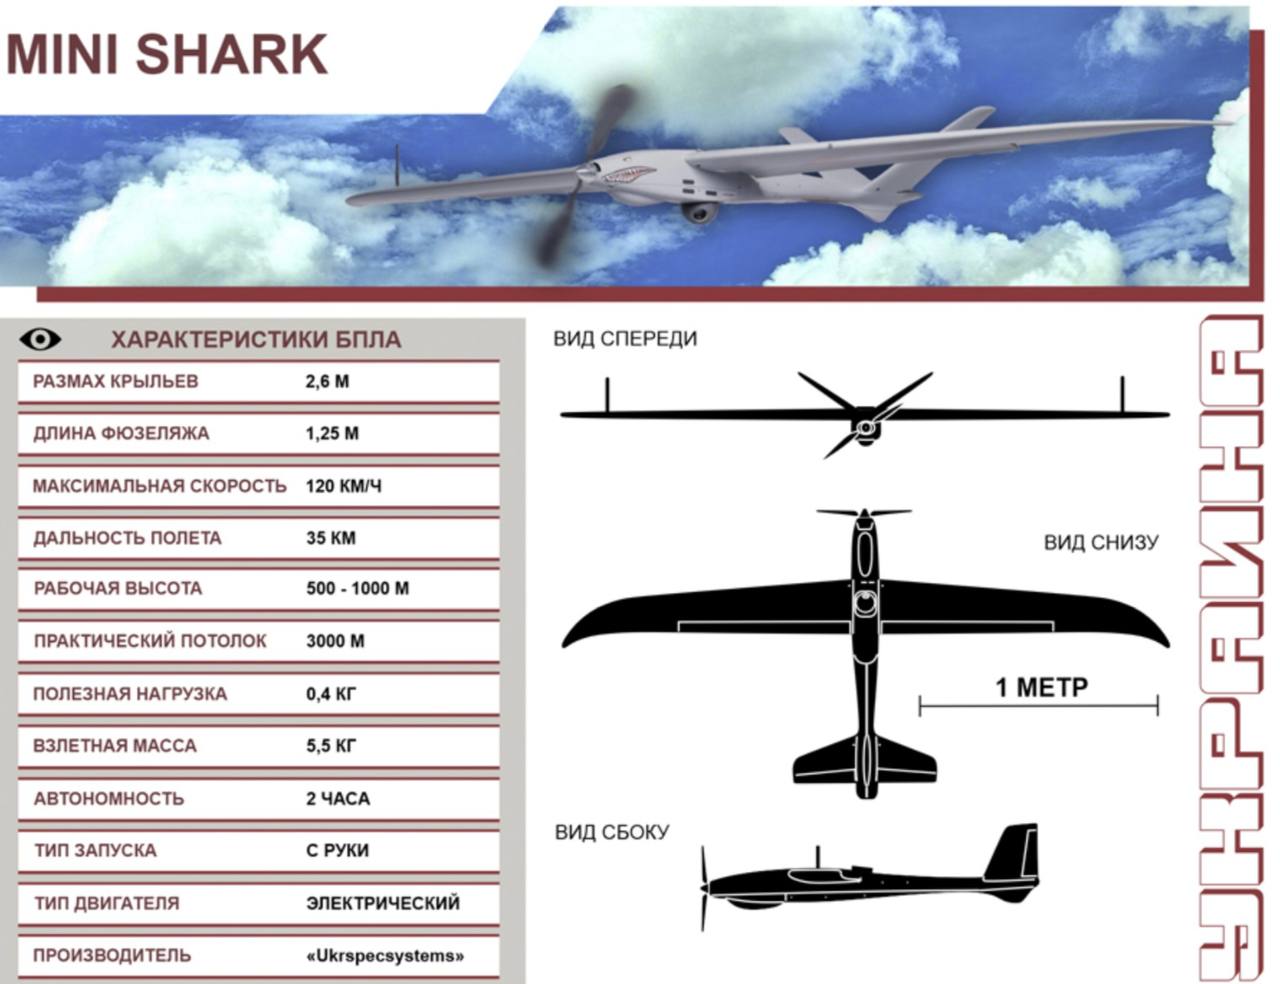 MINI SHARK
ХАРАКТЕРИСТИКИ БПЛА
РАЗМАХ КРЫЛЬЕВ 2,6 М
ДЛИНА ФЮЗЕЛЯЖА 1,25 М
МАКСИМАЛЬНАЯ СКОРОСТЬ 120 КМ/Ч
ДАЛЬНОСТЬ ПОЛЕТА 35 КМ
РАБОЧАЯ ВЫСОТА 500 - 1000 М
ПРАКТИЧЕСКИЙ ПОТОЛОК 3000 М
ПОЛЕЗНАЯ НАГРУЗКА 0,4 КГ
ВЗЛЕТНАЯ МАССА 5,5 КГ
АВТОНОМНОСТЬ 2 ЧАСА
ТИП ЗАПУСКА С РУКИ
ТИП ДВИГАТЕЛЯ ЭЛЕКТРИЧЕСКИЙ
ПРОИЗВОДИТЕЛЬ «Ukrspecsystems»
ВИД СПЕРЕДИ
ВИД СНИЗУ
1 МЕТР
ВИД СБОКУ
УКРАИНА